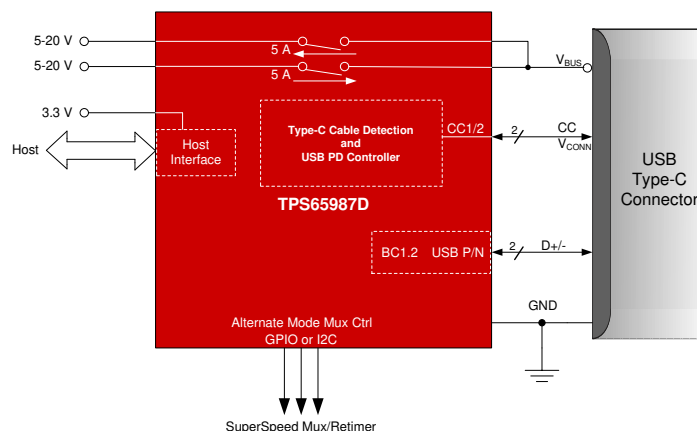 5-20 V
5 A
5-20 V
5 A
VBUS
3.3 V
Host
Host
Interface
Type-C Cable Detection
and
USB PD Controller
CC1/2
2
CC
VCONN
USB
Type-C
Connector
TPS65987D
BC1.2 USB P/N
2
D+/-
GND
Alternate Mode Mux Ctrl
GPIO or I2C
SuperSpeed Mux/Retimer